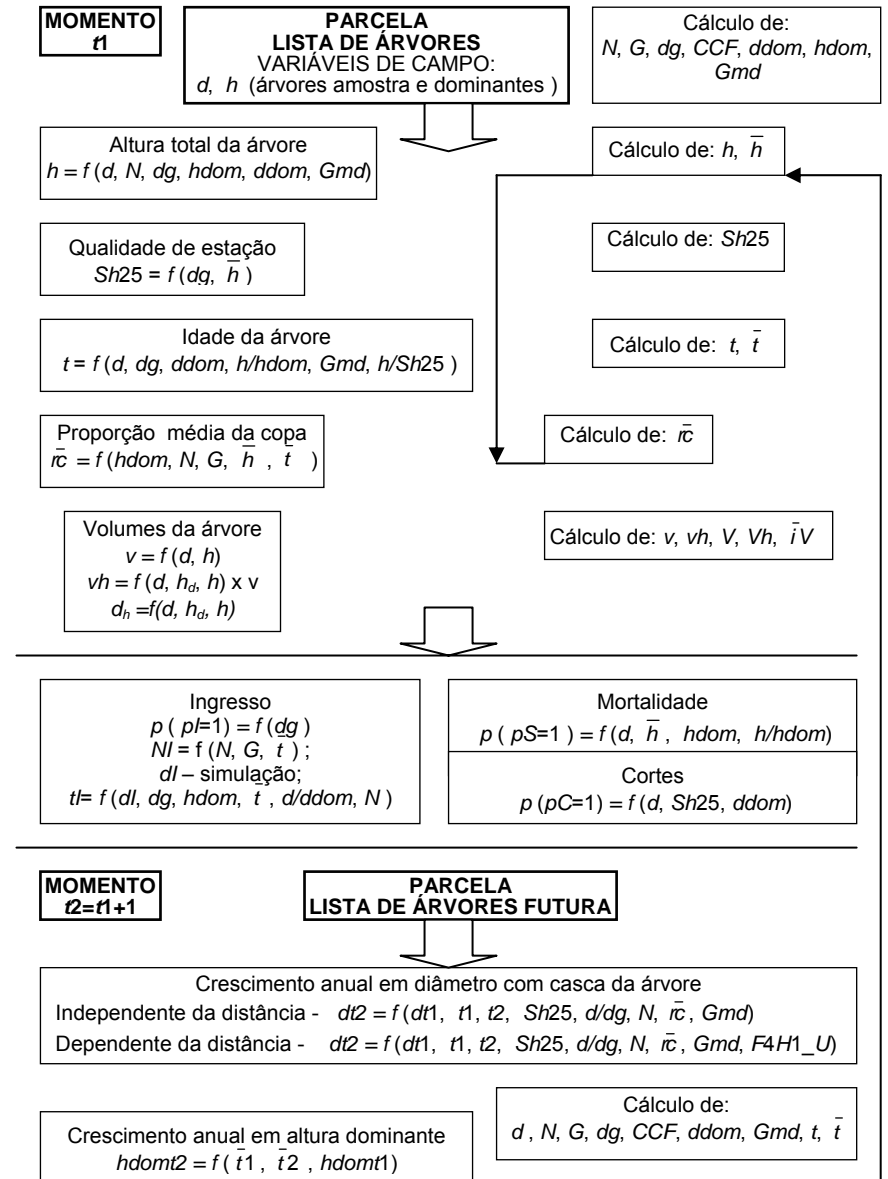 MOMENTO
t1
PARCELA
LISTA DE ÁRVORES
VARIÁVEIS DE CAMPO:
d, h (árvores amostra e dominantes )
Cálculo de:
N, G, dg, CCF, ddom, hdom,
Gmd
Altura total da árvore
h = f (d, N, dg, hdom, ddom, Gmd)
Cálculo de: h, h̅
Qualidade de estação
Sh25 = f (dg, h̅ )
Cálculo de: Sh25
Idade da árvore
t = f (d, dg, ddom, h/hdom, Gmd, h/Sh25 )
Cálculo de: t, t̅
Proporção média da copa
r̅c = f (hdom, N, G, h̅ , t̅ )
Cálculo de: r̅c
Volumes da árvore
v = f (d, h)
vh = f (d, h_d, h) x v
d_h =f(d, h_d, h)
Cálculo de: v, vh, V, Vh, i̅ V
Ingresso
p ( pI=1) = f (dg )
NI = f (N, G, t̅ ) ;
dI – simulação;
tI= f (dI, dg, hdom, t̅ , d/ddom, N )
Mortalidade
p ( pS=1 ) = f (d, h̅ , hdom, h/hdom)
Cortes
p (pC=1) = f (d, Sh25, ddom)
MOMENTO
t2=t1+1
PARCELA
LISTA DE ÁRVORES FUTURA
Crescimento anual em diâmetro com casca da árvore
Independente da distância - dt2 = f (dt1, t1, t2, Sh25, d/dg, N, r̅c , Gmd)
Dependente da distância - dt2 = f (dt1, t1, t2, Sh25, d/dg, N, r̅c , Gmd, F4H1_U)
Crescimento anual em altura dominante
hdomt2 = f ( t̅1 , t̅2 , hdomt1)
Cálculo de:
d , N, G, dg, CCF, ddom, Gmd, t, t̅